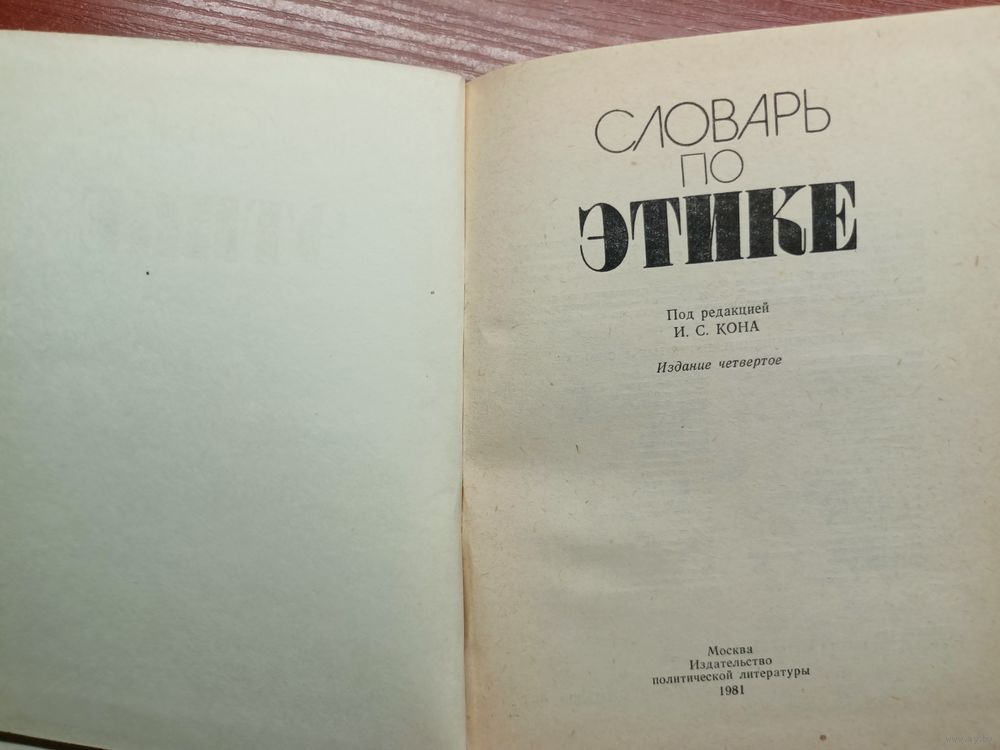 СЛОВАРЬ
ПО
ЭТИКЕ
Под редакцией
И. С. КОНА
Издание четвертое
Москва
Издательство
политической литературы
1981